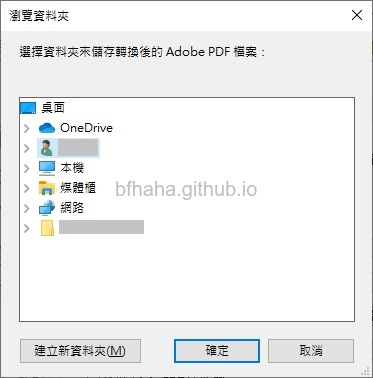 瀏覽資料夾
選擇資料夾來儲存轉換後的 Adobe PDF 檔案：
桌面
OneDrive
本機
媒體櫃
bfhaha.github.io
網路
建立新資料夾(M)
確定
取消